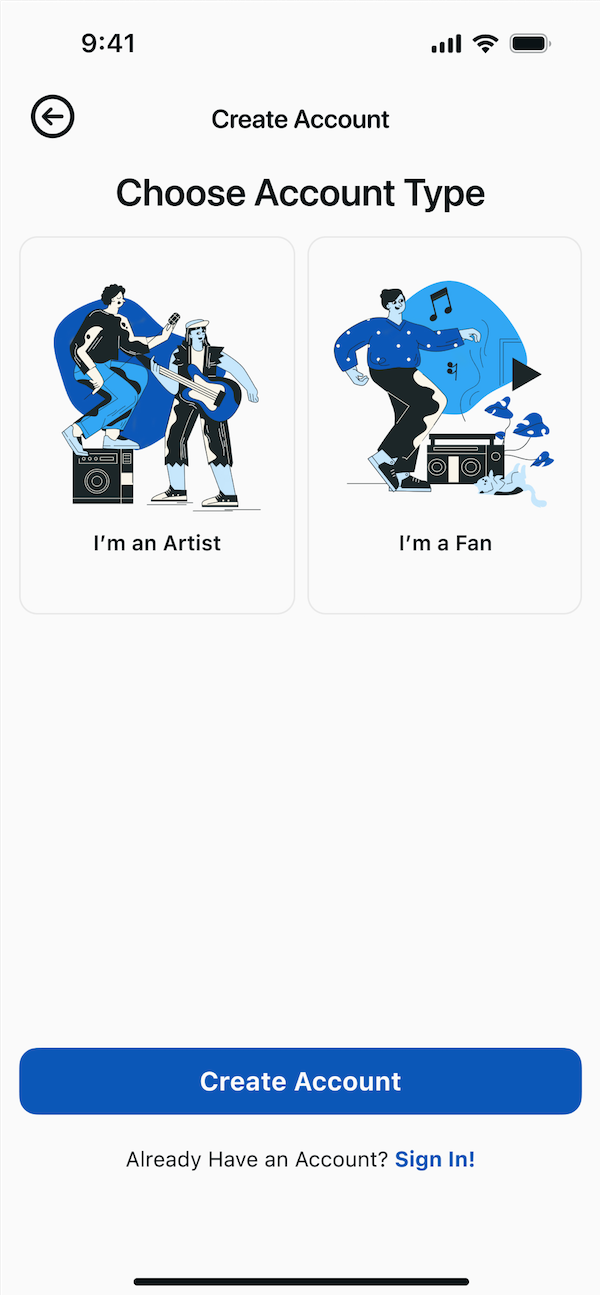 9:41
Create Account
Choose Account Type
I’m an Artist
I’m a Fan
Create Account
Already Have an Account? Sign In!